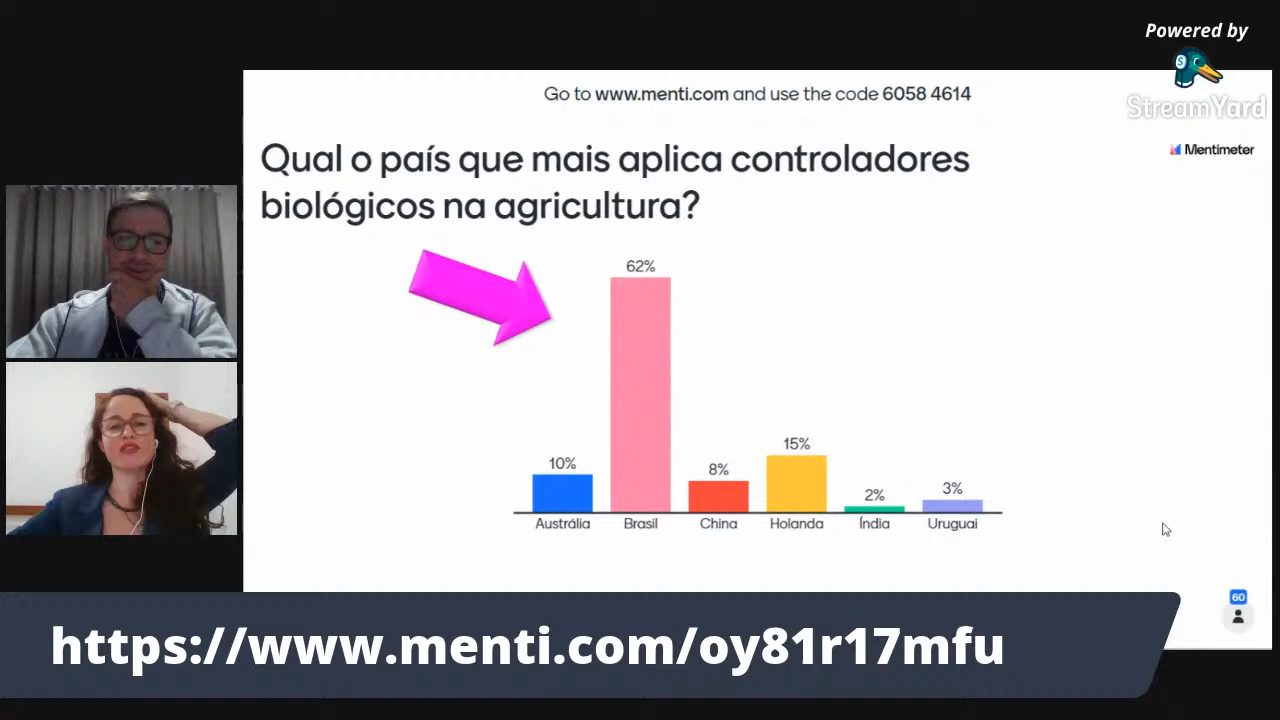 Powered by
S
StreamYard
Go to www.menti.com and use the code 6058 4614
Mentimeter
Qual o país que mais aplica controladores
biológicos na agricultura?
62%
15%
10%
8%
3%
2%
Austrália Brasil China Holanda Índia Uruguai
60
https://www.menti.com/oy81r17mfu